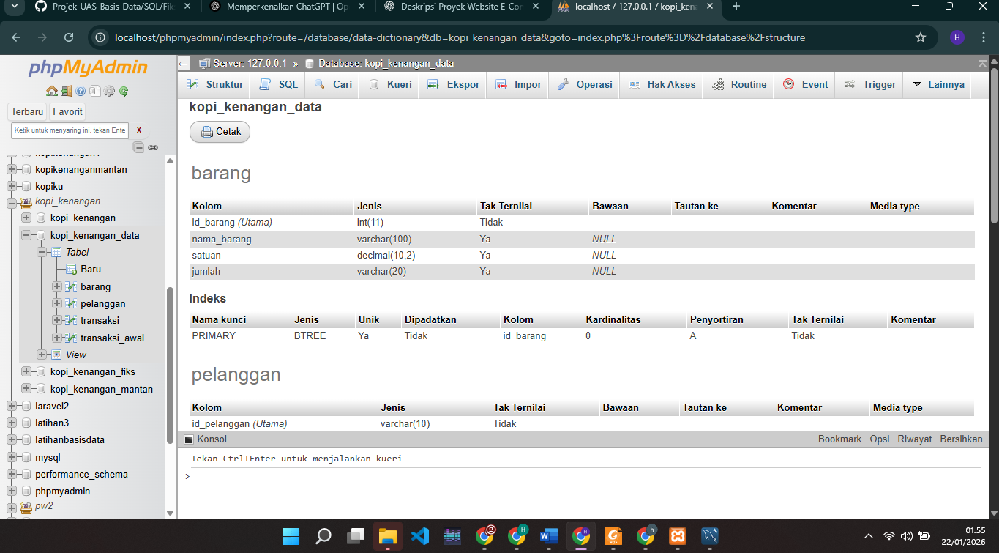 Projek-UAS-Basis-Data/SQL/Fik
Memperkenalkan ChatGPT | Op
Deskripsi Proyek Website E-Con
localhost / 127.0.0.1 / kopi_kena
localhost/phpmyadmin/index.php?route=/database/data-dictionary&db=kopi_kenangan_data&goto=index.php%3Froute%3D%2Fdatabase%2Fstructure
H
phpMyAdmin
Terbaru Favorit
Ketik untuk menyaring ini, tekan Ente X
kopikenanganmantan
kopiku
kopi_kenangan
kopi_kenangan
kopi_kenangan_data
Tabel
Baru
barang
pelanggan
transaksi
transaksi_awal
View
kopi_kenangan_fiks
kopi_kenangan_mantan
laravel2
latihan3
latihanbasisdata
mysql
performance_schema
phpmyadmin
pw2
Server: 127.0.0.1 » Database: kopi_kenangan_data
Struktur SQL Cari Kueri Ekspor Impor Operasi Hak Akses Routine Event Trigger Lainnya
kopi_kenangan_data
Cetak
barang
Kolom Jenis Tak Ternilai Bawaan Tautan ke Komentar Media type
id_barang (Utama) int(11) Tidak
nama_barang varchar(100) Ya NULL
satuan decimal(10,2) Ya NULL
jumlah varchar(20) Ya NULL
Indeks
Nama kunci Jenis Unik Dipadatkan Kolom Kardinalitas Penyortiran Tak Ternilai Komentar
PRIMARY BTREE Ya Tidak id_barang 0 A Tidak
pelanggan
Kolom Jenis Tak Ternilai Bawaan Tautan ke Komentar Media type
id_pelanggan (Utama) varchar(10) Tidak
Konsol Bookmark Opsi Riwayat Bersihkan
Tekan Ctrl+Enter untuk menjalankan kueri
>
01.55
22/01/2026